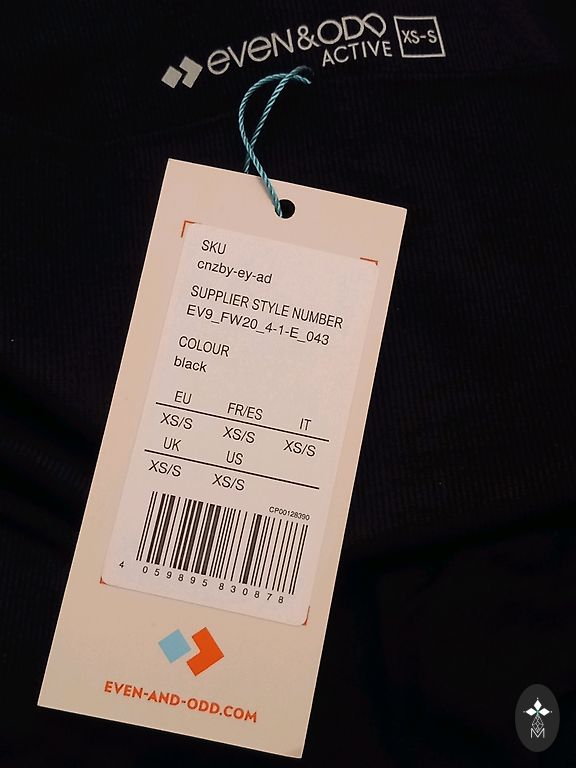 EVEN&ODD
ACTIVE XS-S
SKU
cnzby-ey-ad
SUPPLIER STYLE NUMBER
EV9_FW20_4-1-E_043
COLOUR
black
EU FR/ES IT
XS/S XS/S XS/S
UK US
XS/S XS/S
CP00128390
4 059895 830878
EVEN-AND-ODD.COM
M